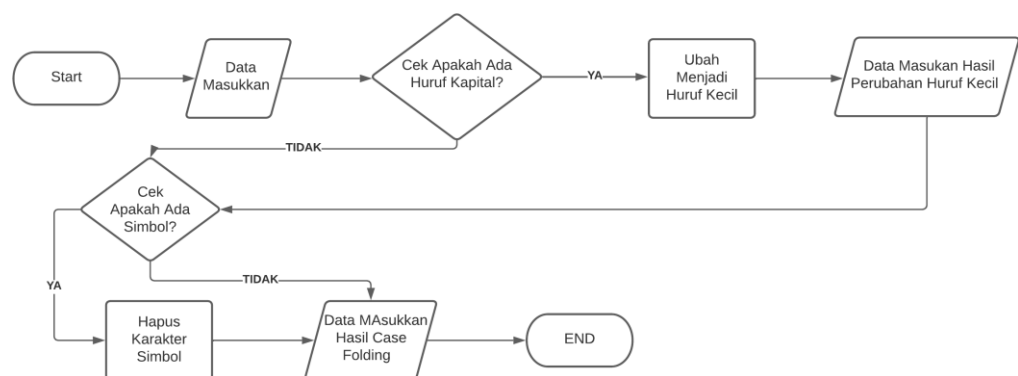 Start
Data
Masukkan
Cek Apakah Ada
Huruf Kapital?
YA
Ubah
Menjadi
Huruf Kecil
Data Masukan Hasil
Perubahan Huruf Kecil
TIDAK
Cek
Apakah Ada
Simbol?
YA
TIDAK
Hapus
Karakter
Simbol
Data MAsukkan
Hasil Case
Folding
END